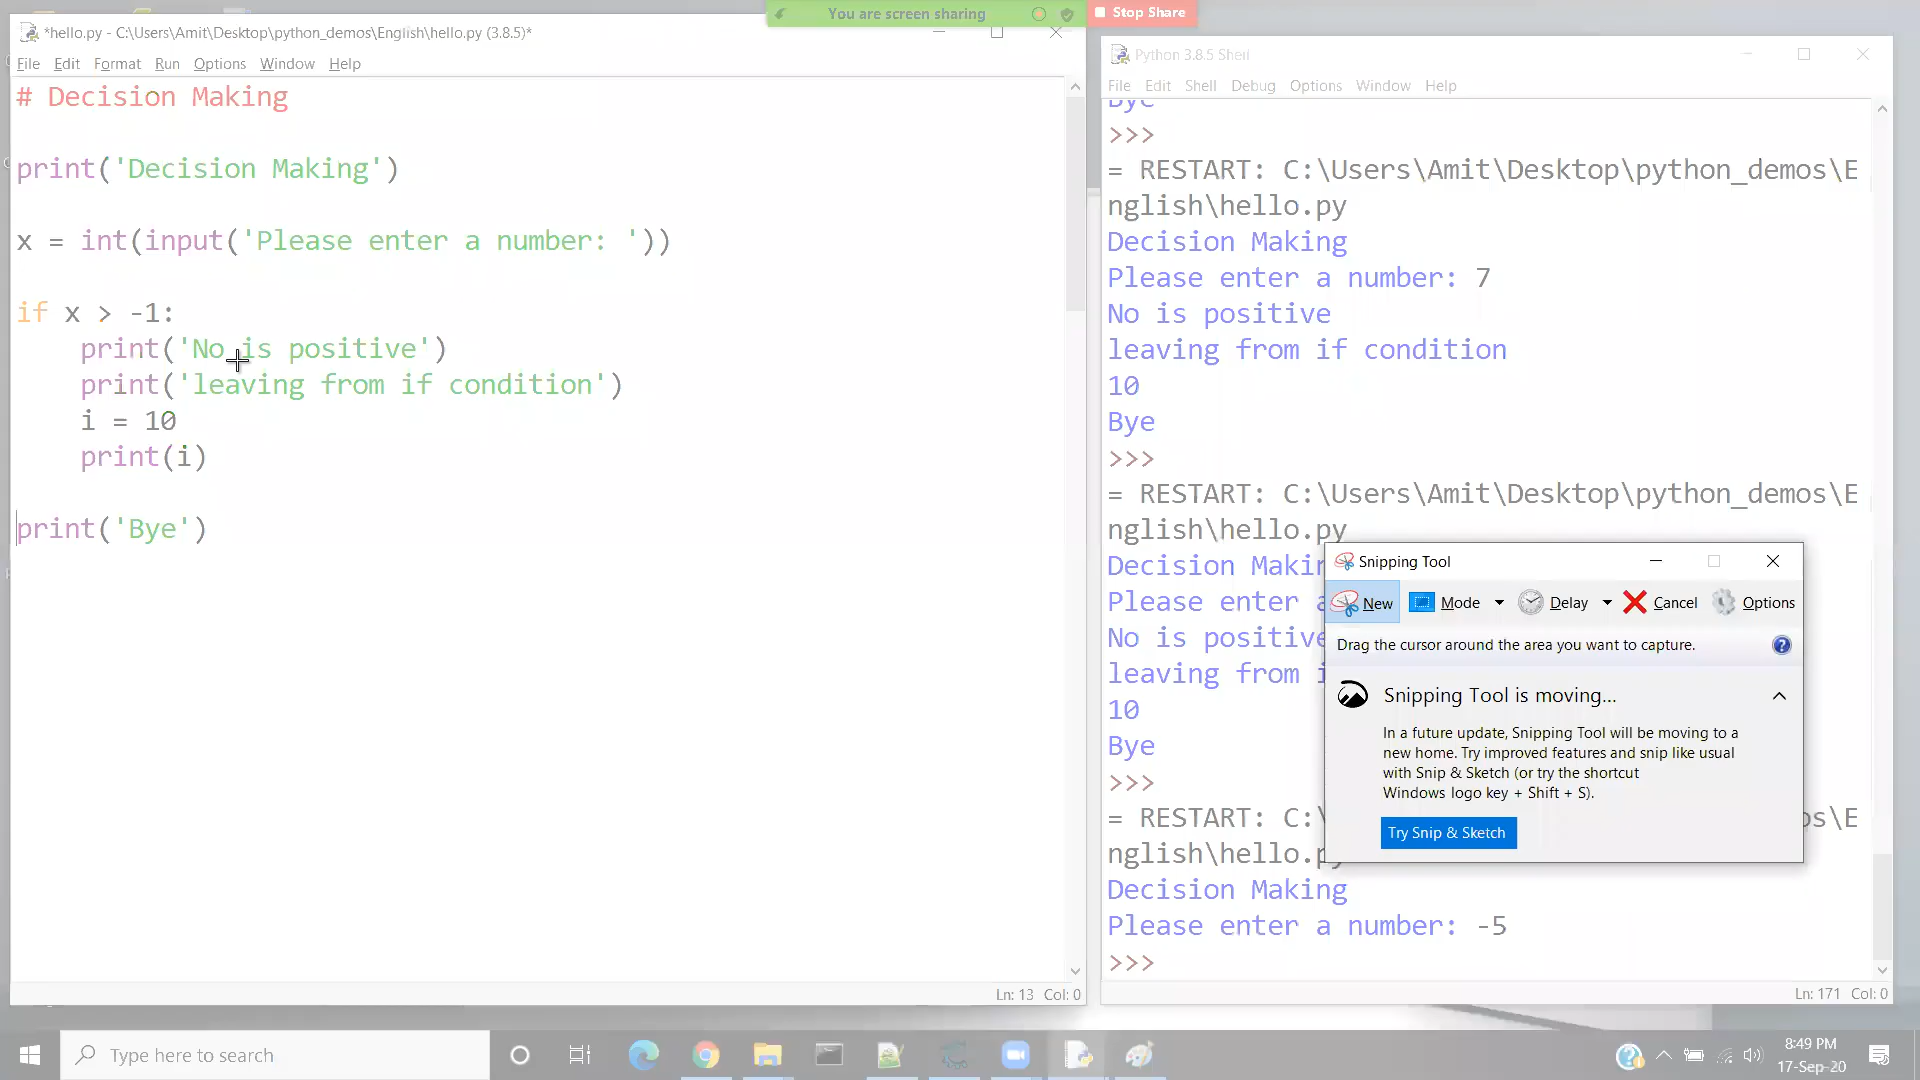 You are screen sharing
Stop Share
*hello.py - C:\Users\Amit\Desktop\python_demos\English\hello.py (3.8.5)*
File Edit Format Run Options Window Help
# Decision Making
print('Decision Making')
x = int(input('Please enter a number: '))
if x > -1:
    print('No is positive')
    print('leaving from if condition')
    i = 10
    print(i)
print('Bye')
Ln: 13 Col: 0
Python 3.8.5 Shell
File Edit Shell Debug Options Window Help
Bye
>>>
= RESTART: C:\Users\Amit\Desktop\python_demos\E
nglish\hello.py
Decision Making
Please enter a number: 7
No is positive
leaving from if condition
10
Bye
>>>
= RESTART: C:\Users\Amit\Desktop\python_demos\E
nglish\hello.py
Decision Makin
Please enter
No is positive
leaving from
10
Bye
>>>
= RESTART: C:\ os\E
nglish\hello.py
Decision Making
Please enter a number: -5
>>>
Ln: 171 Col: 0
Snipping Tool
New Mode Delay Cancel Options
Drag the cursor around the area you want to capture.
Snipping Tool is moving...
In a future update, Snipping Tool will be moving to a
new home. Try improved features and snip like usual
with Snip & Sketch (or try the shortcut
Windows logo key + Shift + S).
Try Snip & Sketch
Type here to search
8:49 PM
17-Sep-20